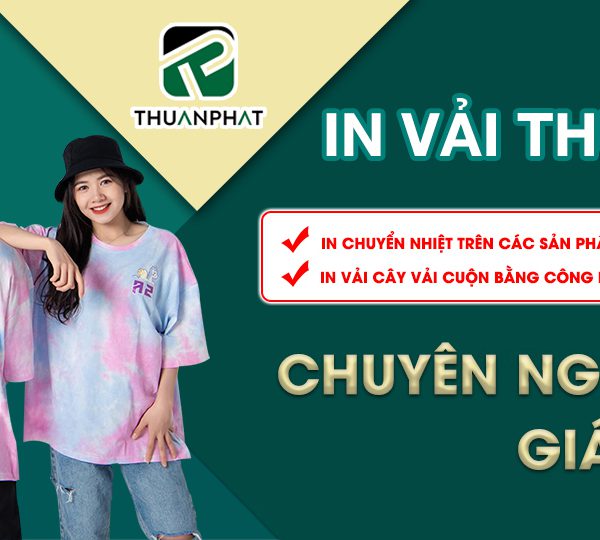 THUANPHAT
IN VẢI TH
IN CHUYỂN NHIỆT TRÊN CÁC SẢN PHẨ
IN VẢI CÂY VẢI CUỘN BẰNG CÔNG
CHUYÊN NG
GIÁ